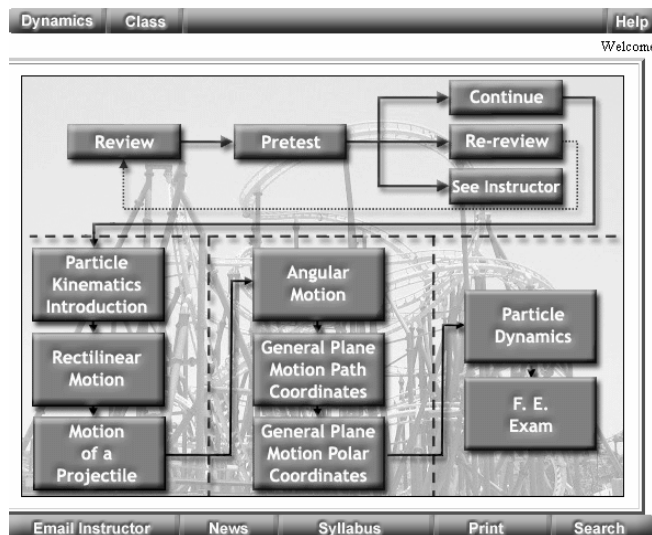 Dynamics Class Help
Welcome
Continue
Review Pretest Re-review
See Instructor
Particle
Kinematics
Introduction
Rectilinear
Motion
Motion
of a
Projectile
Angular
Motion
General Plane
Motion Path
Coordinates
General Plane
Motion Polar
Coordinates
Particle
Dynamics
F. E.
Exam
Email Instructor News Syllabus Print Search